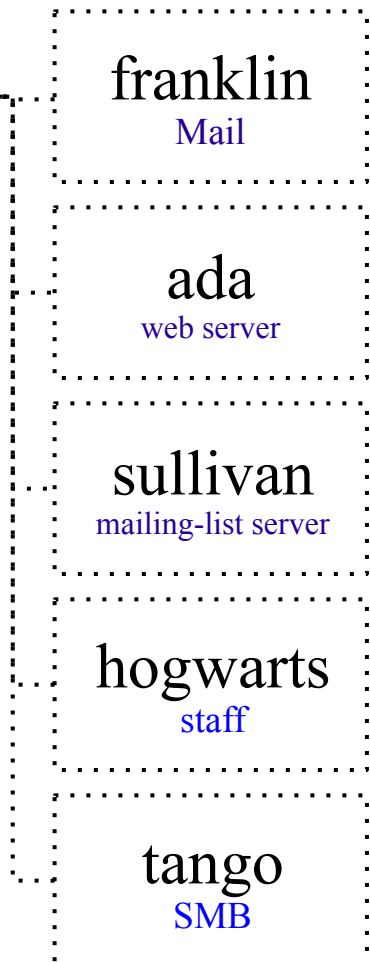 franklin
Mail
ada
web server
sullivan
mailing-list server
hogwarts
staff
tango
SMB